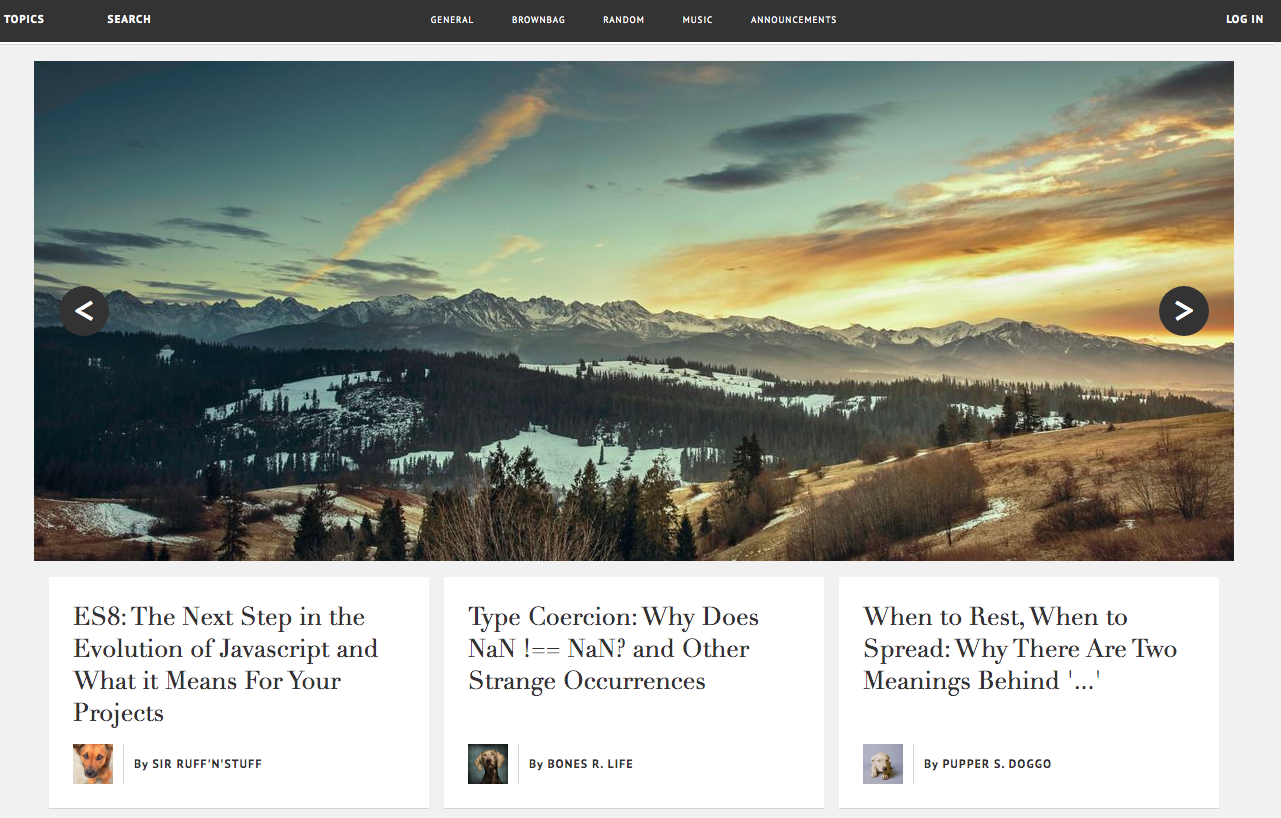 TOPICS SEARCH GENERAL BROWNBAG RANDOM MUSIC ANNOUNCEMENTS LOG IN
< >
ES8: The Next Step in the
Evolution of Javascript and
What it Means For Your
Projects
By SIR RUFF'N'STUFF
Type Coercion: Why Does
NaN !== NaN? and Other
Strange Occurrences
By BONES R. LIFE
When to Rest, When to
Spread: Why There Are Two
Meanings Behind '...'
By PUPPER S. DOGGO